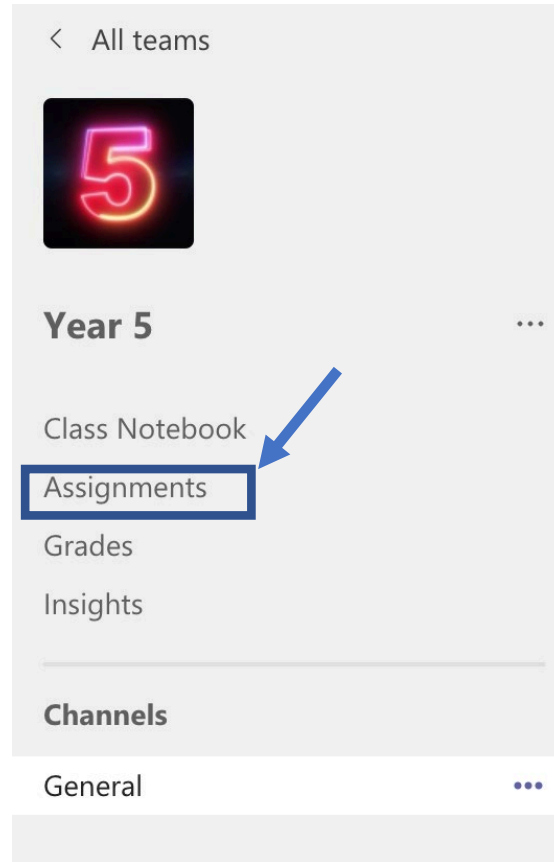 All teams
5
Year 5
Class Notebook
Assignments
Grades
Insights
Channels
General